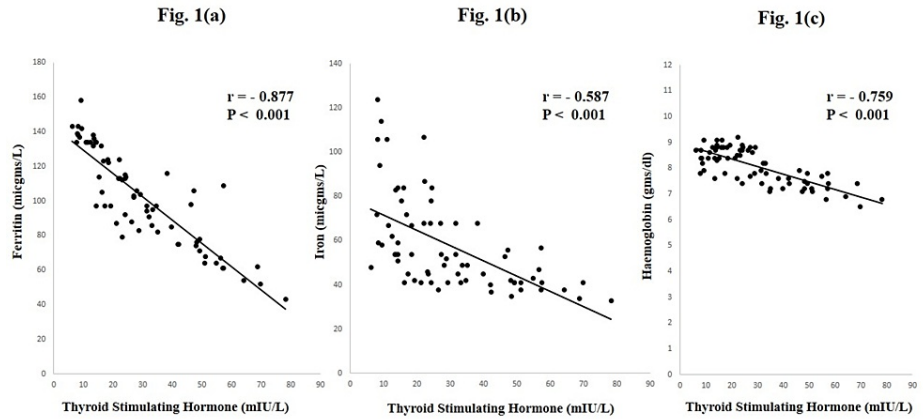 Fig. 1(a)
180
160
140
120
100
80
60
40
20
0
Ferritin (micgms/L)
r = - 0.877
P < 0.001
0 10 20 30 40 50 60 70 80 90
Thyroid Stimulating Hormone (mIU/L)
Fig. 1(b)
140
120
100
80
60
40
20
0
Iron (micgms/L)
r = - 0.587
P < 0.001
0 10 20 30 40 50 60 70 80 90
Thyroid Stimulating Hormone (mIU/L)
Fig. 1(c)
12
11
10
9
8
7
6
5
4
3
2
1
0
Haemoglobin (gms/dl)
r = - 0.759
P < 0.001
0 10 20 30 40 50 60 70 80 90
Thyroid Stimulating Hormone (mIU/L)